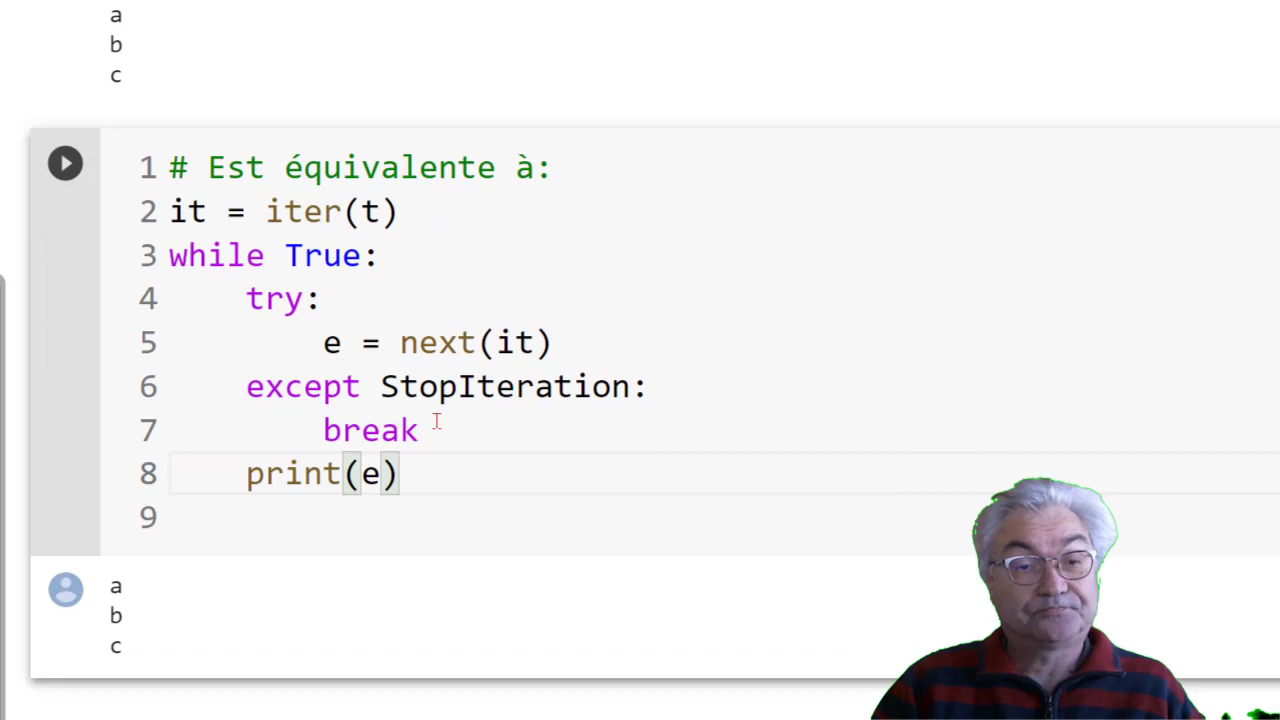 a
b
c
1 # Est équivalente à:
2 it = iter(t)
3 while True:
4     try:
5         e = next(it)
6     except StopIteration:
7         break
8     print(e)
9
a
b
c